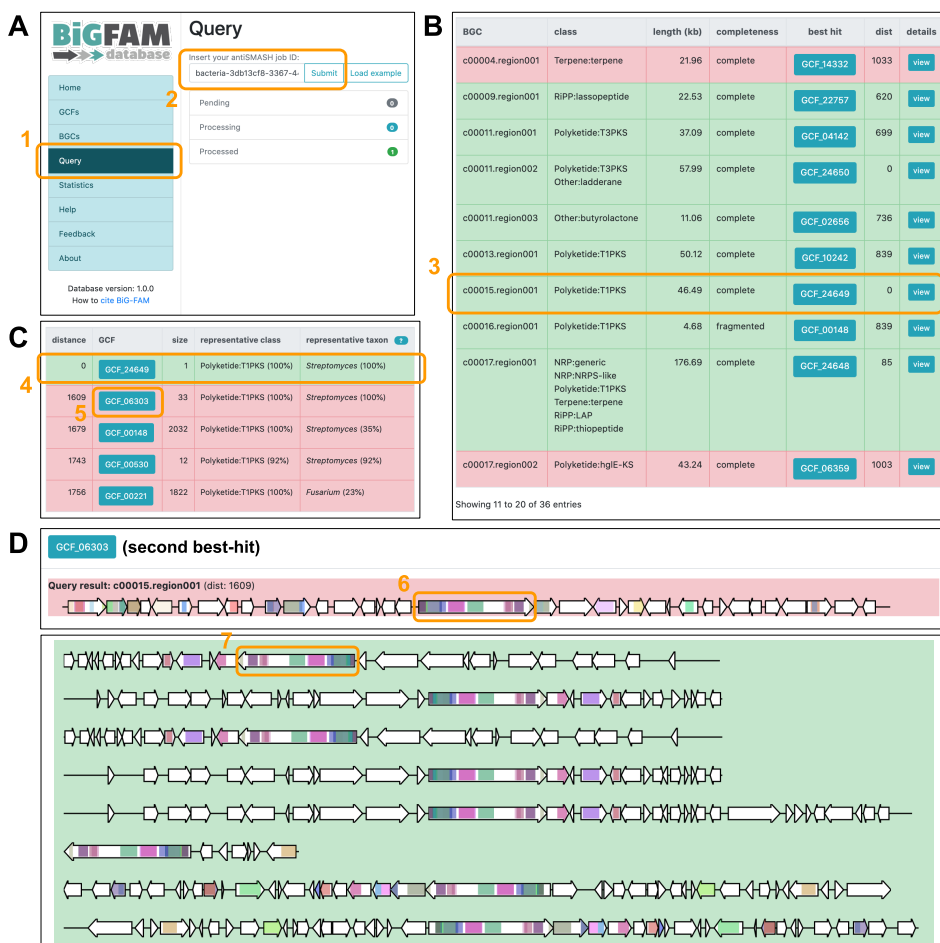 A
BiGFAM
database
Home
GCFs
BGCs
Query
Statistics
Help
Feedback
About
Database version: 1.0.0
How to cite BiG-FAM
1
Query
Insert your antiSMASH job ID:
bacteria-3db13cf8-3367-4 Submit Load example
2
Pending 0
Processing 0
Processed 1
B
BGC class length (kb) completeness best hit dist details
c00004.region001 Terpene:terpene 21.96 complete GCF_14332 1033 view
c00009.region001 RiPP:lassopeptide 22.53 complete GCF_22757 620 view
c00011.region001 Polyketide:T3PKS 37.09 complete GCF_04142 699 view
c00011.region002 Polyketide:T3PKS 57.99 complete GCF_24650 0 view
Other:ladderane
c00011.region003 Other:butyrolactone 11.06 complete GCF_02656 736 view
c00013.region001 Polyketide:T1PKS 50.12 complete GCF_10242 839 view
3
c00015.region001 Polyketide:T1PKS 46.49 complete GCF_24649 0 view
c00016.region001 Polyketide:T1PKS 4.68 fragmented GCF_00148 839 view
c00017.region001 NRP:generic 176.69 complete GCF_24648 85 view
NRP:NRPS-like
Polyketide:T1PKS
Terpene:terpene
RiPP:LAP
RiPP:thiopeptide
c00017.region002 Polyketide:hglE-KS 43.24 complete GCF_06359 1003 view
Showing 11 to 20 of 36 entries
C
distance GCF size representative class representative taxon ?
4
0 GCF_24649 1 Polyketide:T1PKS (100%) Streptomyces (100%)
5
1609 GCF_06303 33 Polyketide:T1PKS (100%) Streptomyces (100%)
1679 GCF_00148 2032 Polyketide:T1PKS (100%) Streptomyces (35%)
1743 GCF_00530 12 Polyketide:T1PKS (92%) Streptomyces (92%)
1756 GCF_00221 1822 Polyketide:T1PKS (100%) Fusarium (23%)
D
GCF_06303 (second best-hit)
Query result: c00015.region001 (dist: 1609)
6
7